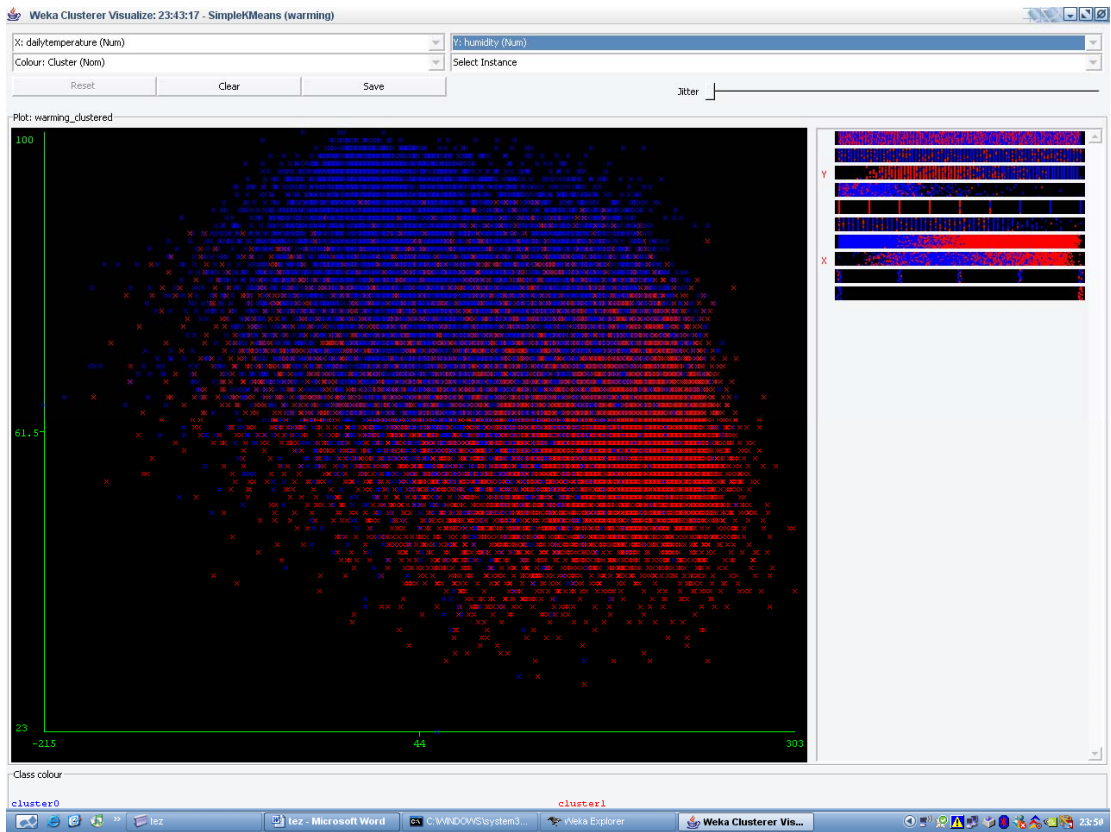 Weka Clusterer Visualize: 23:43:17 - SimpleKMeans (warming)
X: dailytemperature (Num)
Y: humidity (Num)
Colour: Cluster (Nom)
Select Instance
Reset
Clear
Save
Jitter
Plot: warming_clustered
100
61.5
23
-215
44
303
Y
X
Class colour
cluster0
cluster1
tez
tez - Microsoft Word
C:\WINDOWS\system3...
Weka Explorer
Weka Clusterer Vis...
23:50